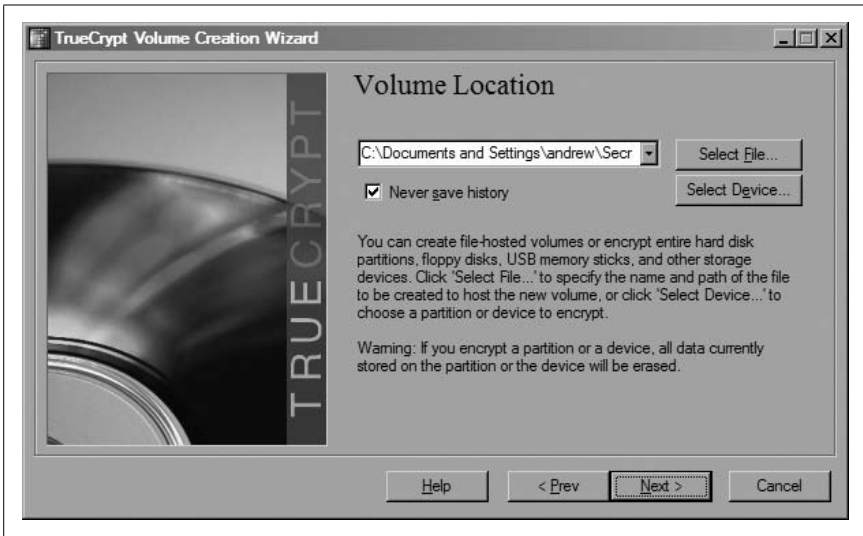 TrueCrypt Volume Creation Wizard
TRUECRYPT
Volume Location
C:\Documents and Settings\andrew\Secr
Select File...
Never save history
Select Device...
You can create file-hosted volumes or encrypt entire hard disk
partitions, floppy disks, USB memory sticks, and other storage
devices. Click 'Select File...' to specify the name and path of the file
to be created to host the new volume, or click 'Select Device...' to
choose a partition or device to encrypt.
Warning: If you encrypt a partition or a device, all data currently
stored on the partition or the device will be erased.
Help
< Prev
Next >
Cancel